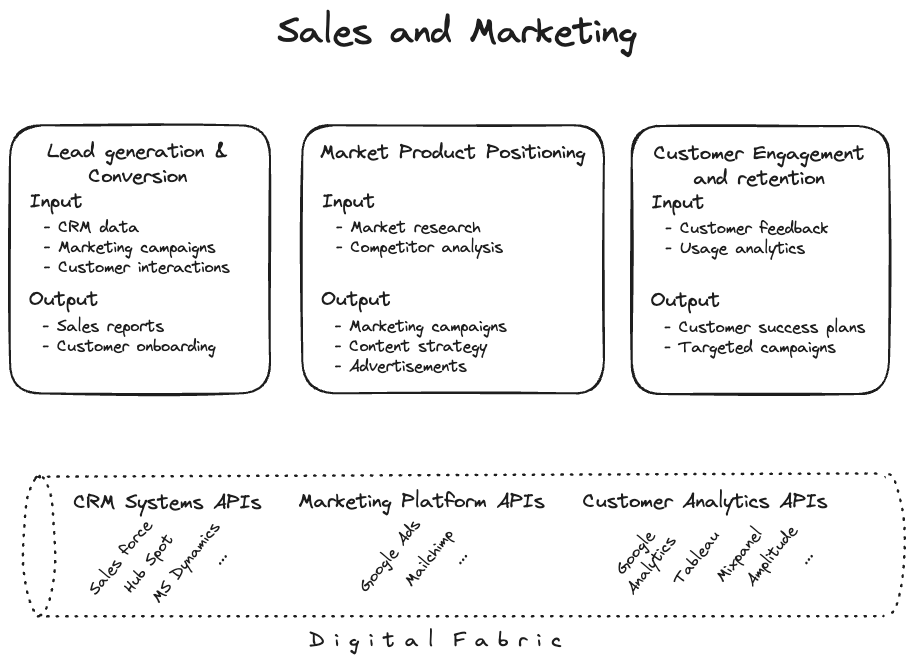 Sales and Marketing
Lead generation &
Conversion
Input
- CRM data
- Marketing campaigns
- Customer interactions
Output
- Sales reports
- Customer onboarding
Market Product Positioning
Input
- Market research
- Competitor analysis
Output
- Marketing campaigns
- Content strategy
- Advertisements
Customer Engagement
and retention
Input
- Customer feedback
- Usage analytics
Output
- Customer success plans
- Targeted campaigns
CRM Systems APIs
Sales force
Hub Spot
MS Dynamics
...
Marketing Platform APIs
Google Ads
Mailchimp
...
Customer Analytics APIs
Google
Analytics
Tableau
Mixpanel
Amplitude
...
Digital Fabric